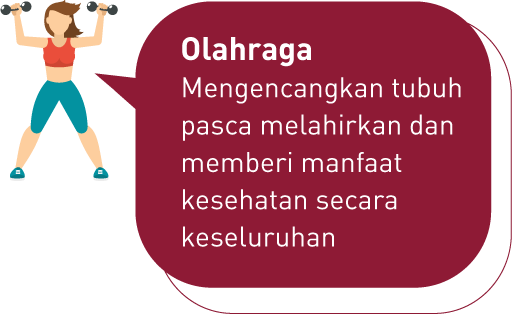 Olahraga
Mengencangkan tubuh
pasca melahirkan dan
memberi manfaat
kesehatan secara
keseluruhan